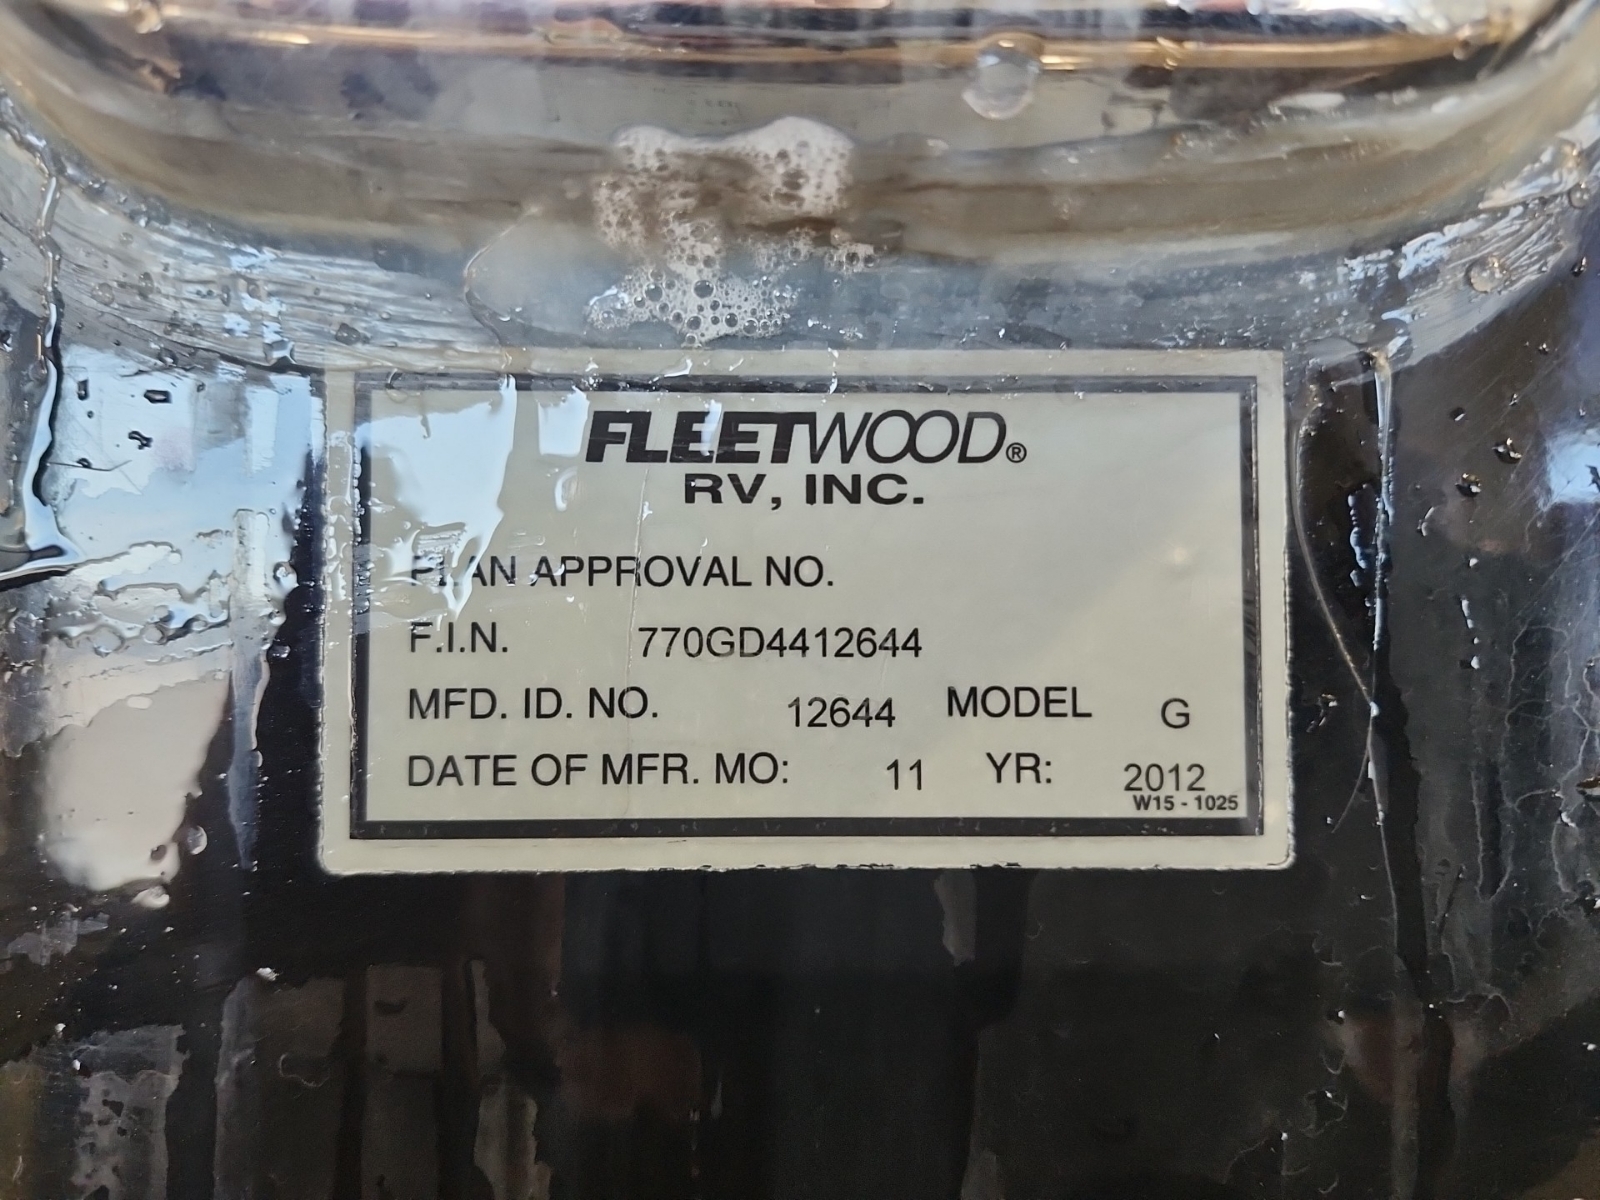 FLEETWOOD®
RV, INC.
PLAN APPROVAL NO.
F.I.N. 770GD4412644
MFD. ID. NO. 12644 MODEL G
DATE OF MFR. MO: 11 YR: 2012
W15 - 1025